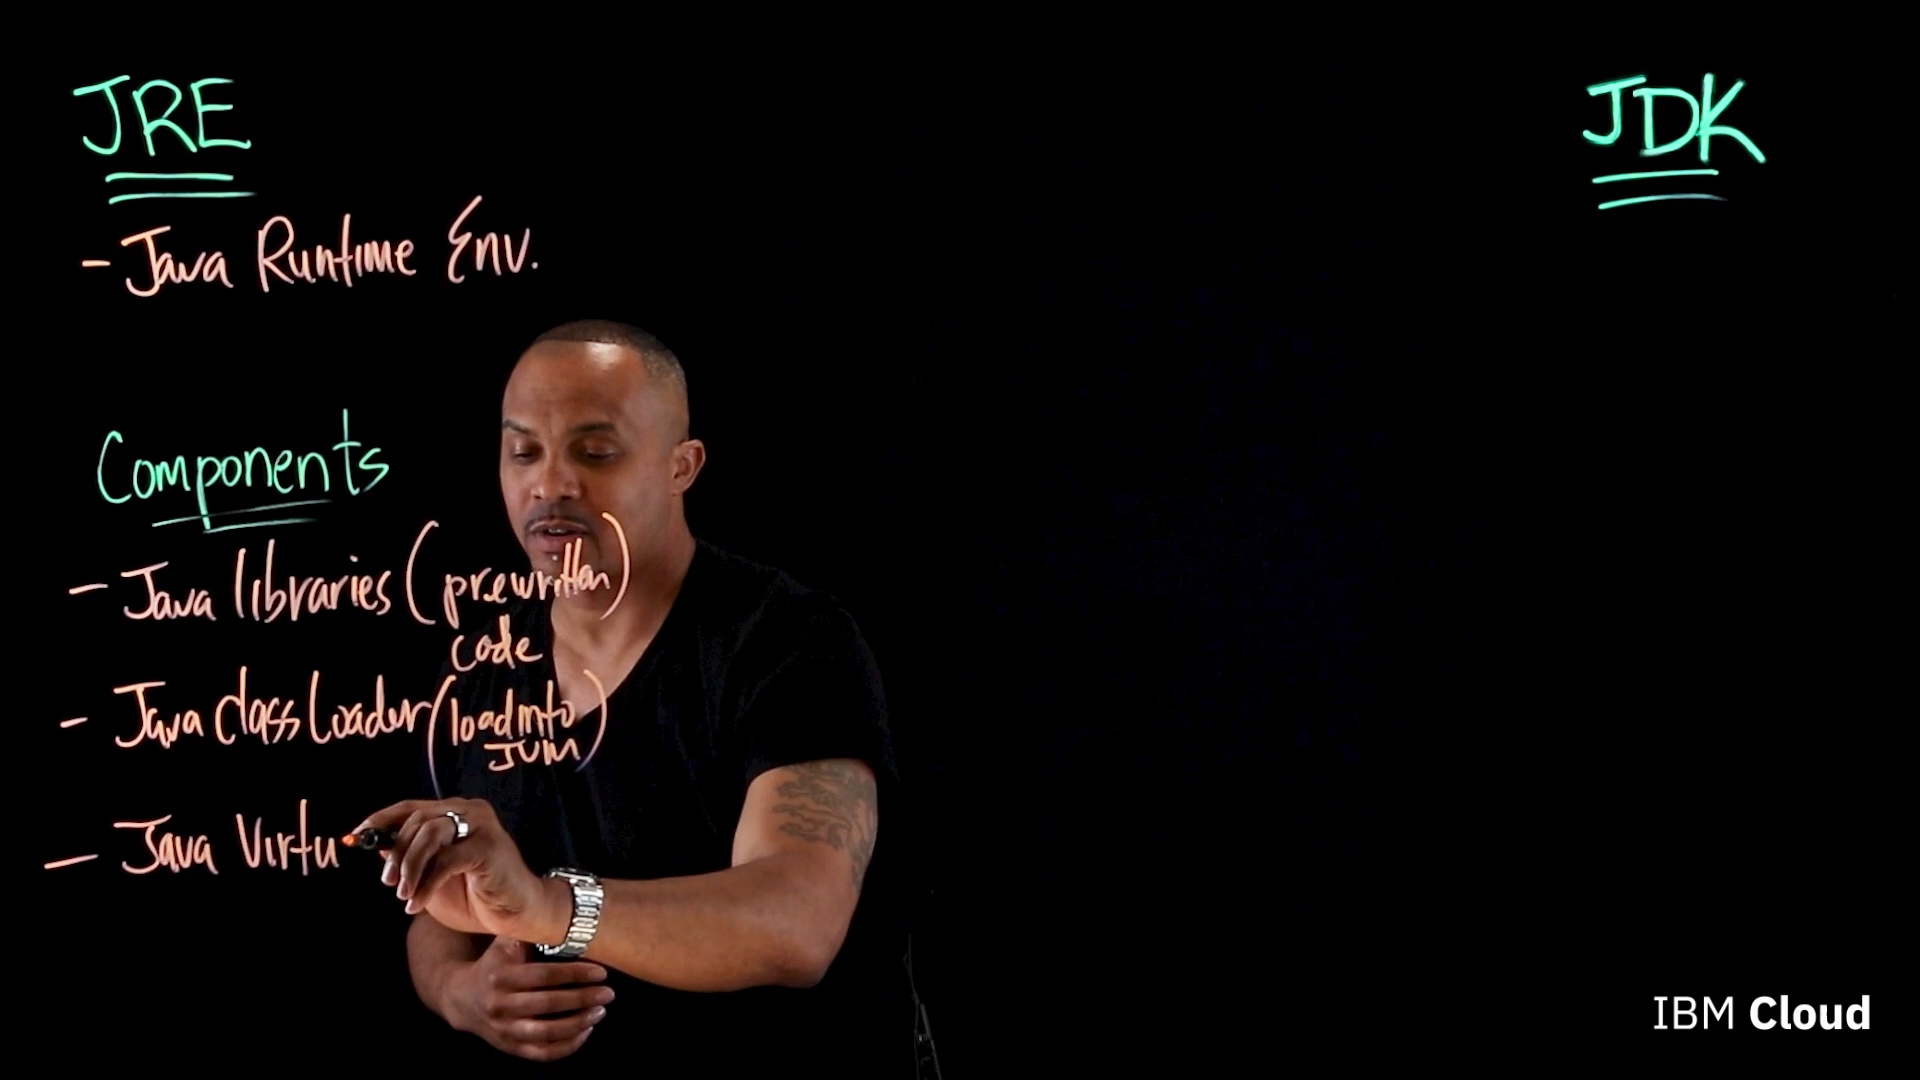 JRE
JDK
- Java Runtime Env.
Components
- Java libraries (prewritten)
code
- Java class Loader (load into
JVM)
- Java Virtu
IBM Cloud